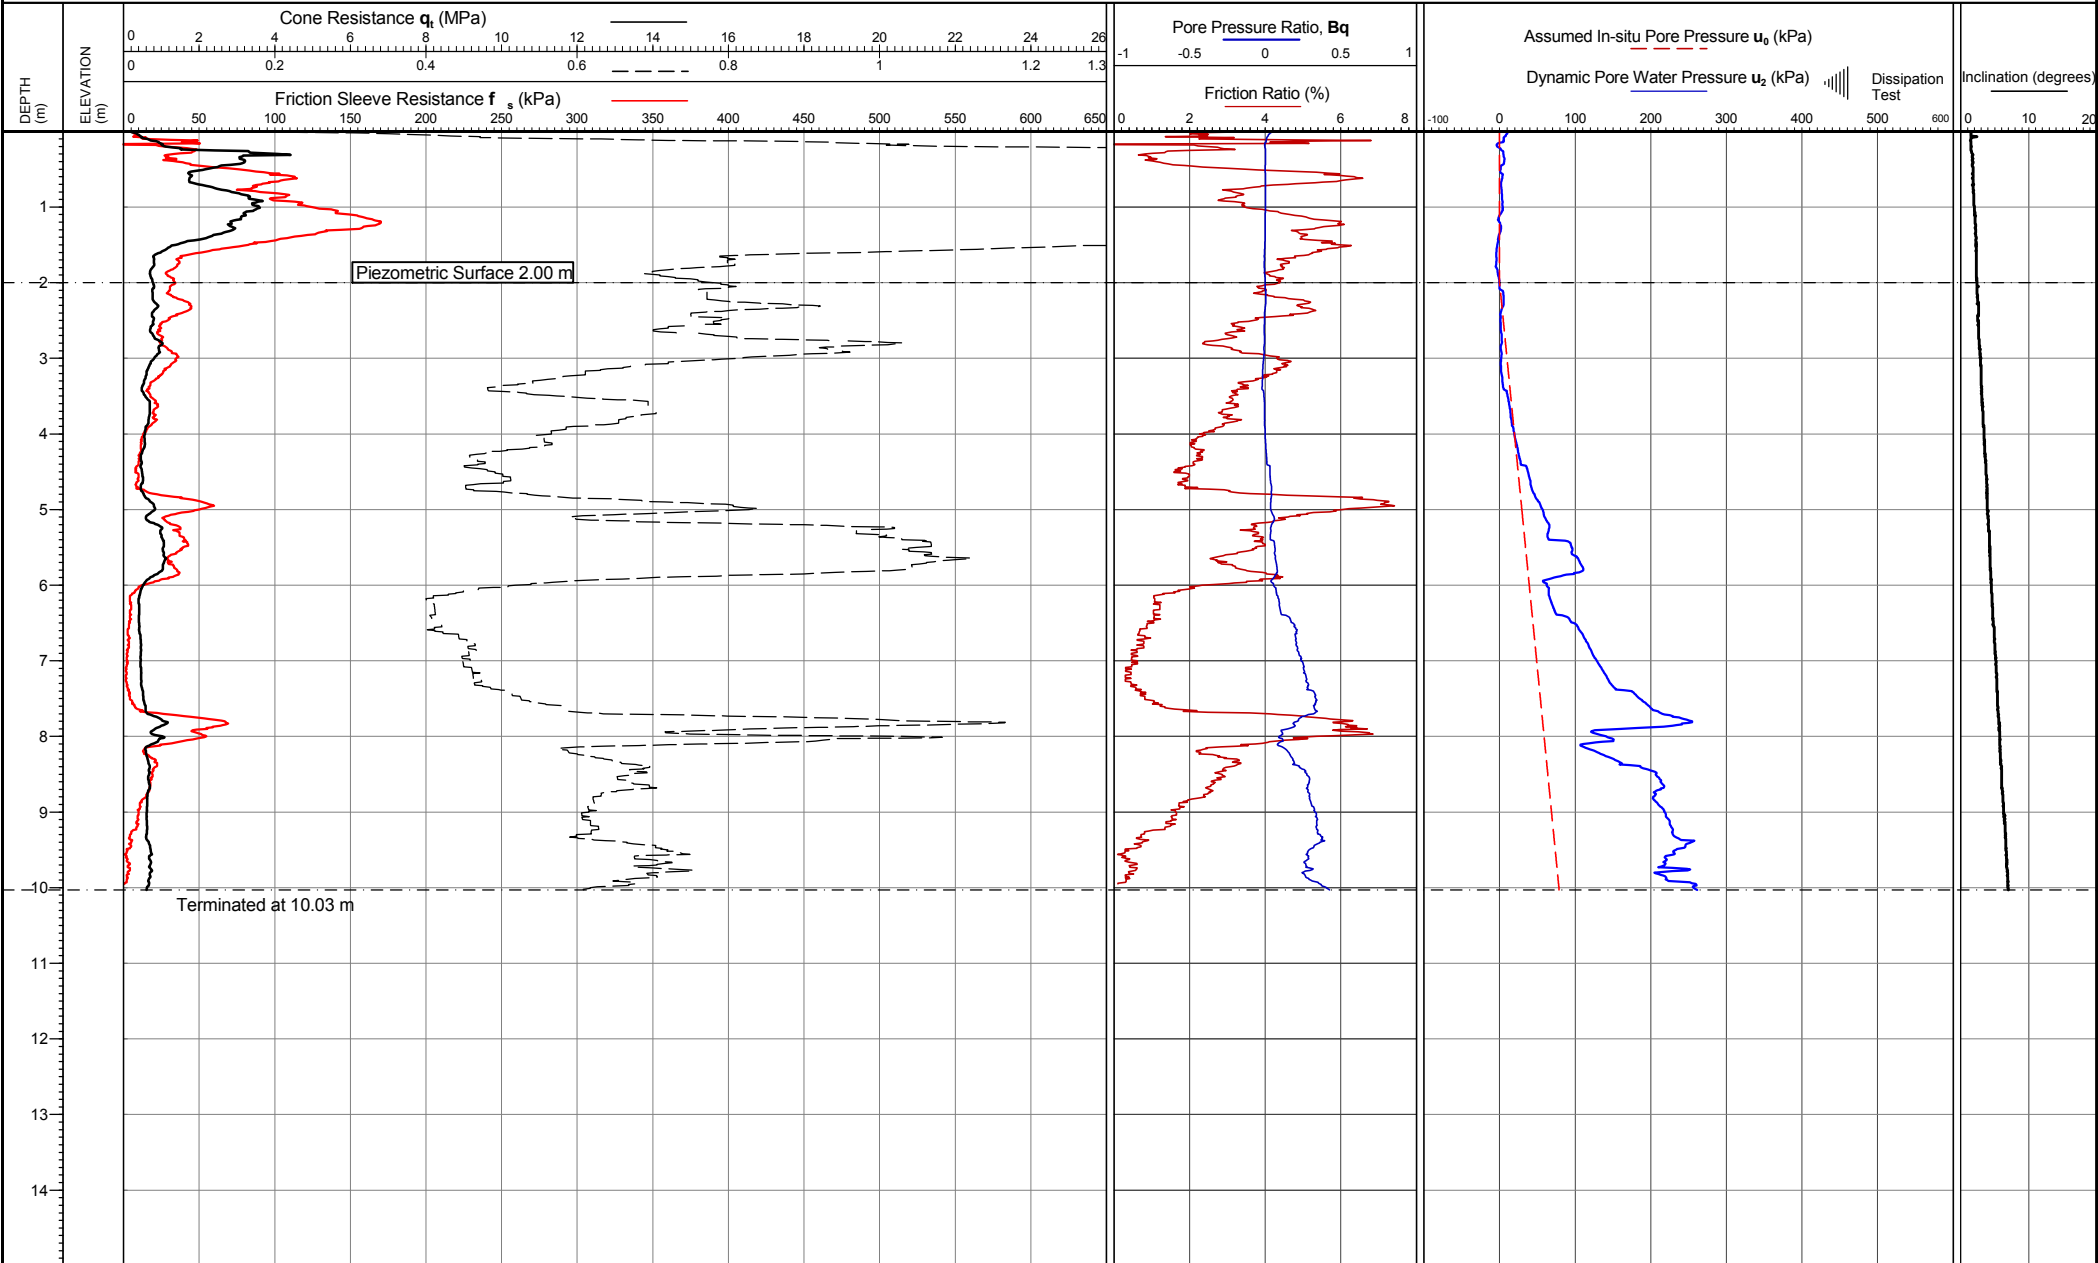 DEPTH (m)
ELEVATION (m)
Cone Resistance qt (MPa)
0 2 4 6 8 10 12 14 16 18 20 22 24 26
0 0.2 0.4 0.6 0.8 1 1.2 1.3
Friction Sleeve Resistance f s (kPa)
0 50 100 150 200 250 300 350 400 450 500 550 600 650
Pore Pressure Ratio, Bq
-1 -0.5 0 0.5 1
Friction Ratio (%)
0 2 4 6 8
Assumed In-situ Pore Pressure u0 (kPa)
Dynamic Pore Water Pressure u2 (kPa)
Dissipation
Test
-100 0 100 200 300 400 500 600
Inclination (degrees)
0 10 20
1
Piezometric Surface 2.00 m
2
3
4
5
6
7
8
9
10
Terminated at 10.03 m
11
12
13
14